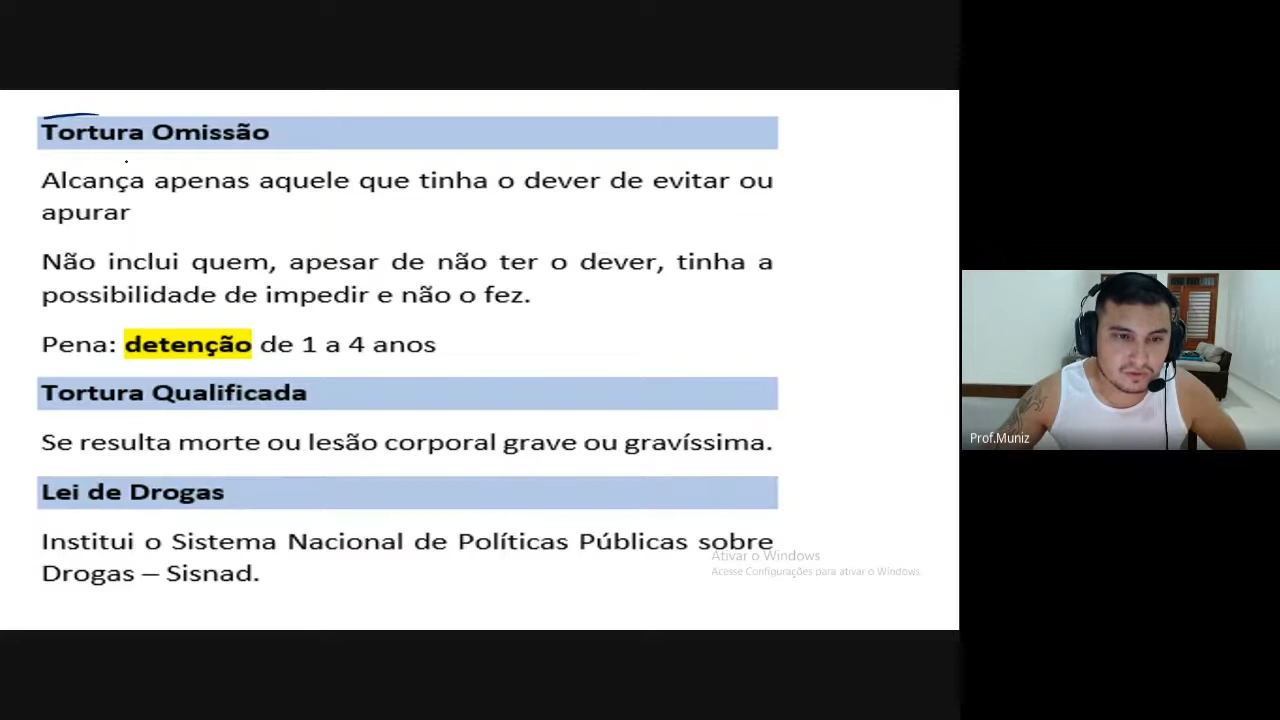 Tortura Omissão
Alcança apenas aquele que tinha o dever de evitar ou
apurar
Não inclui quem, apesar de não ter o dever, tinha a
possibilidade de impedir e não o fez.
Pena: detenção de 1 a 4 anos
Tortura Qualificada
Se resulta morte ou lesão corporal grave ou gravíssima.
Lei de Drogas
Institui o Sistema Nacional de Políticas Públicas sobre
Drogas – Sisnad.
Ativar o Windows
Acesse Configurações para ativar o Windows.
Prof.Muniz